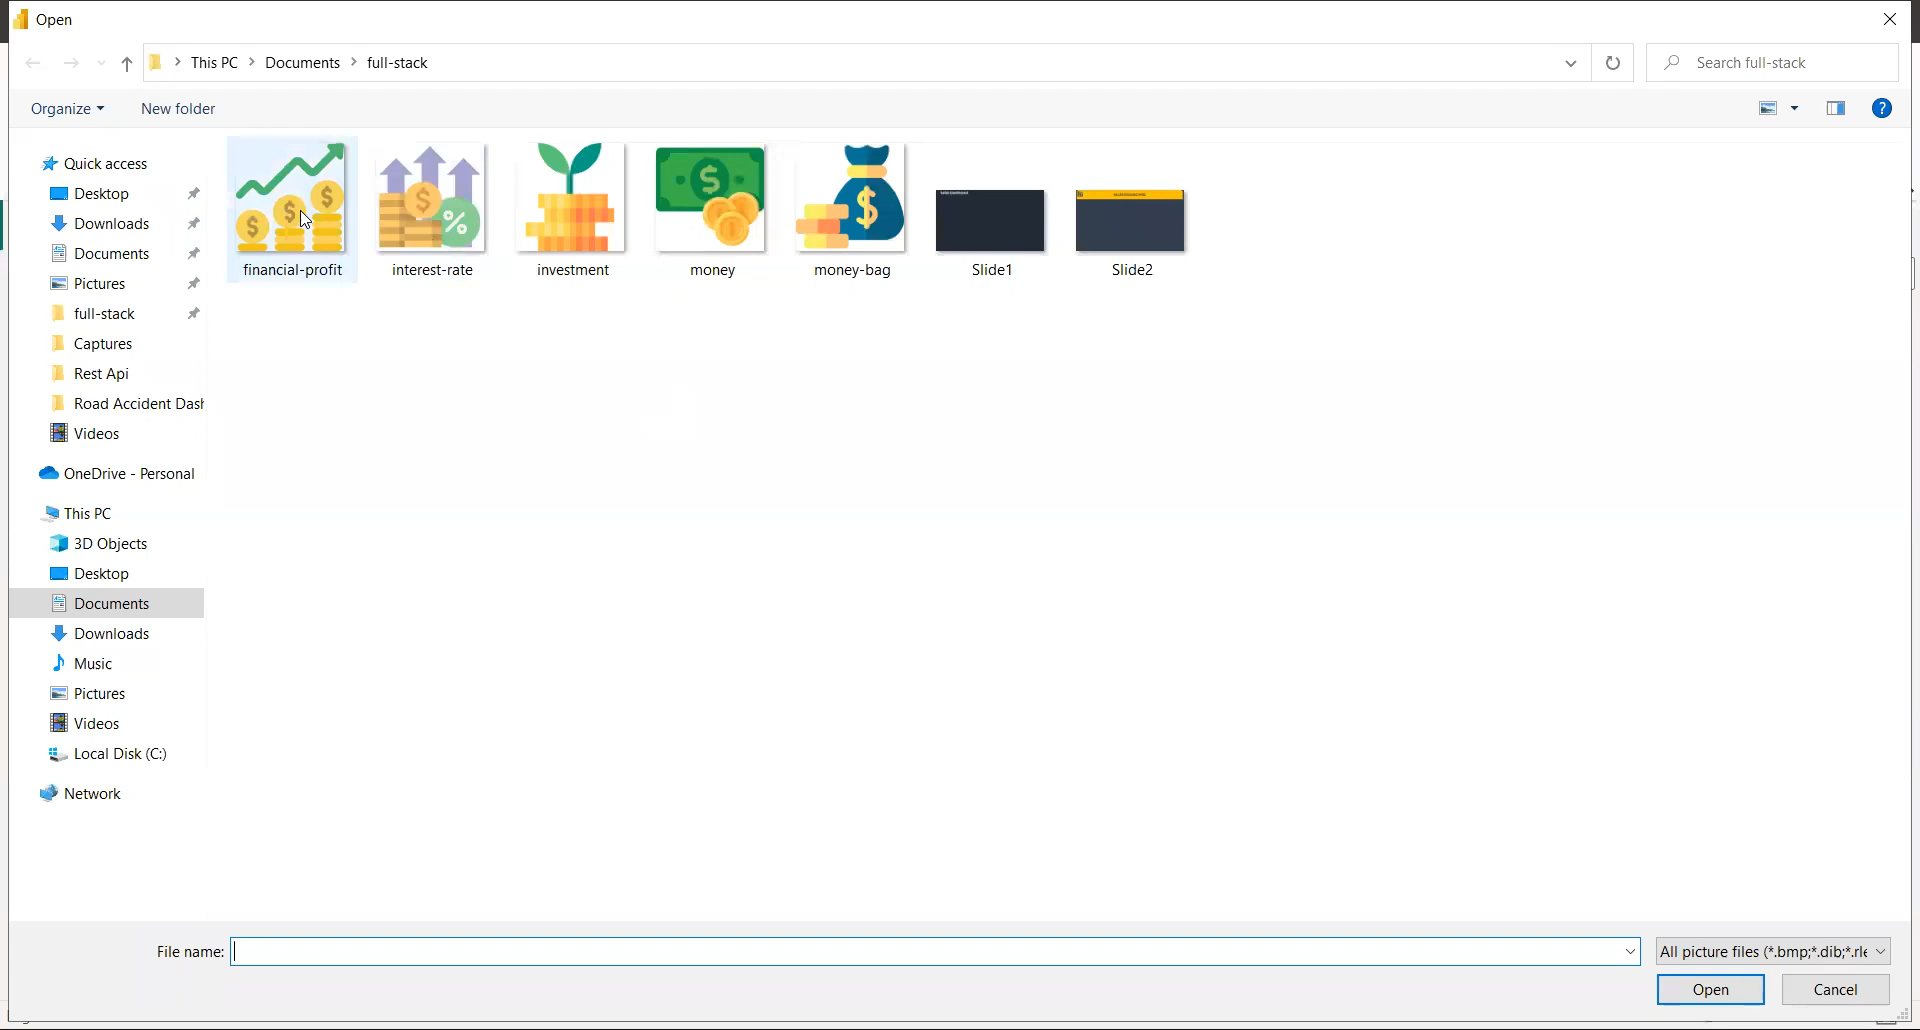 Open
This PC > Documents > full-stack
Search full-stack
Organize
New folder
Quick access
Desktop
Downloads
Documents
Pictures
full-stack
Captures
Rest Api
Road Accident Dash
Videos
OneDrive - Personal
This PC
3D Objects
Desktop
Documents
Downloads
Music
Pictures
Videos
Local Disk (C:)
Network
financial-profit
interest-rate
investment
money
money-bag
Slide1
Slide2
File name:
All picture files (*.bmp;*.dib;*.rle
Open
Cancel